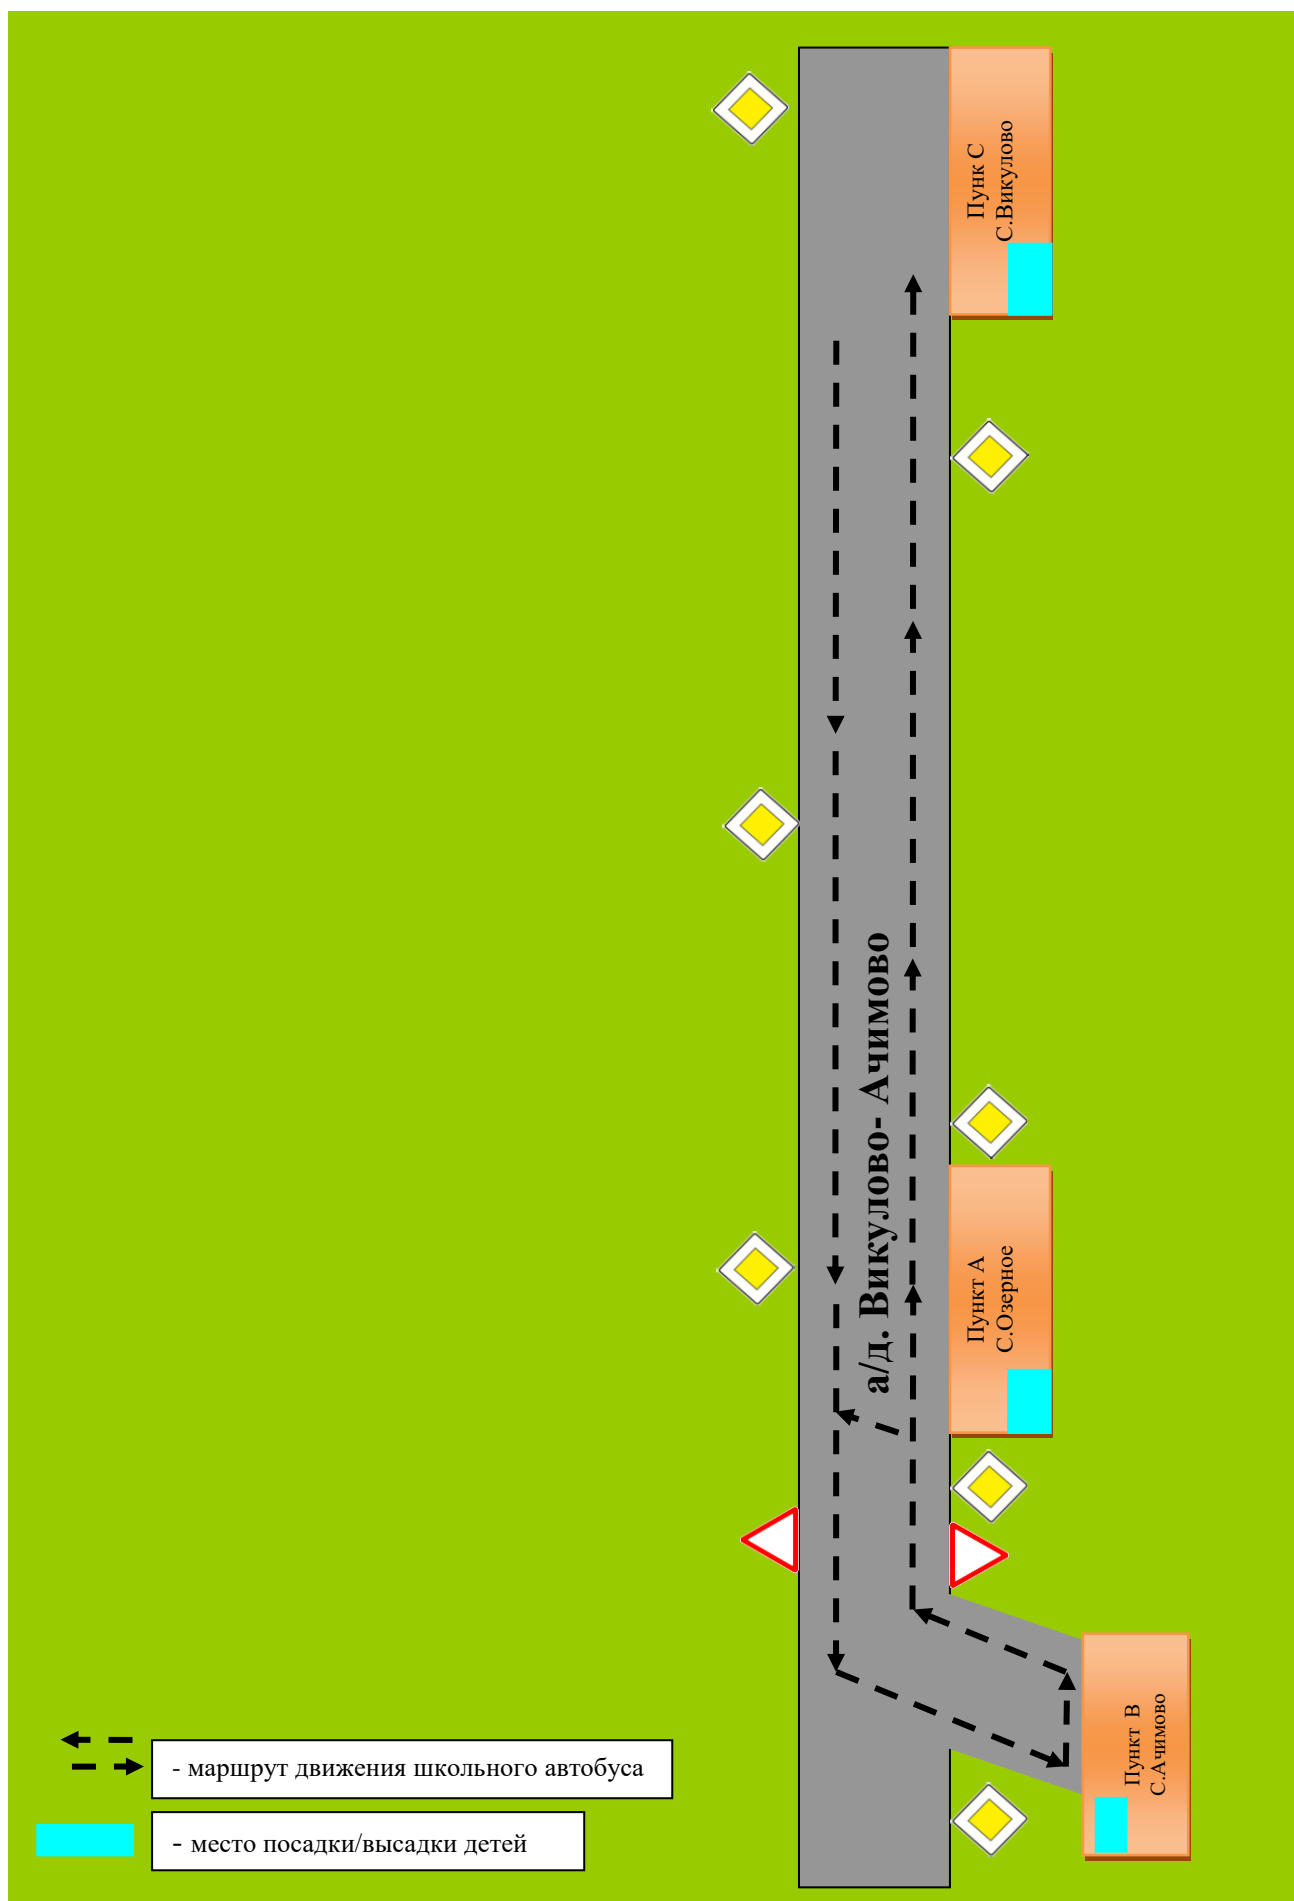 Пунк С
С.Викулово
а/д. Викулово- Ачимово
Пункт А
С.Озерное
Пункт В
С.Ачимово
- маршрут движения школьного автобуса
- место посадки/высадки детей